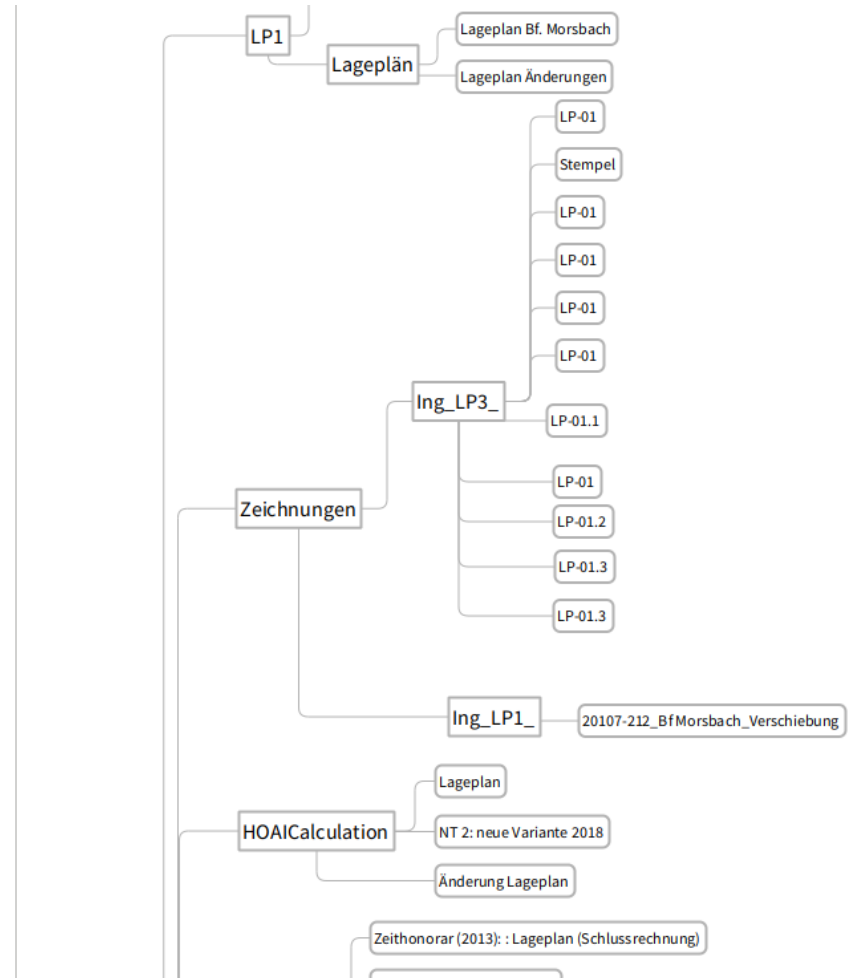 LP1
Lageplän
Lageplan Bf. Morsbach
Lageplan Änderungen
LP-01
Stempel
LP-01
LP-01
LP-01
LP-01
Ing_LP3_
LP-01.1
LP-01
Zeichnungen
LP-01.2
LP-01.3
LP-01.3
Ing_LP1_
20107-212_Bf Morsbach_Verschiebung
Lageplan
HOAICalculation
NT 2: neue Variante 2018
Änderung Lageplan
Zeithonorar (2013): : Lageplan (Schlussrechnung)